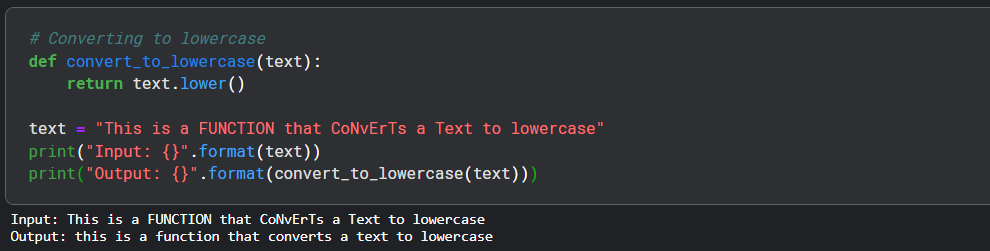 # Converting to lowercase
def convert_to_lowercase(text):
    return text.lower()
text = "This is a FUNCTION that CoNvErTs a Text to lowercase"
print("Input: {}".format(text))
print("Output: {}".format(convert_to_lowercase(text)))
Input: This is a FUNCTION that CoNvErTs a Text to lowercase
Output: this is a function that converts a text to lowercase